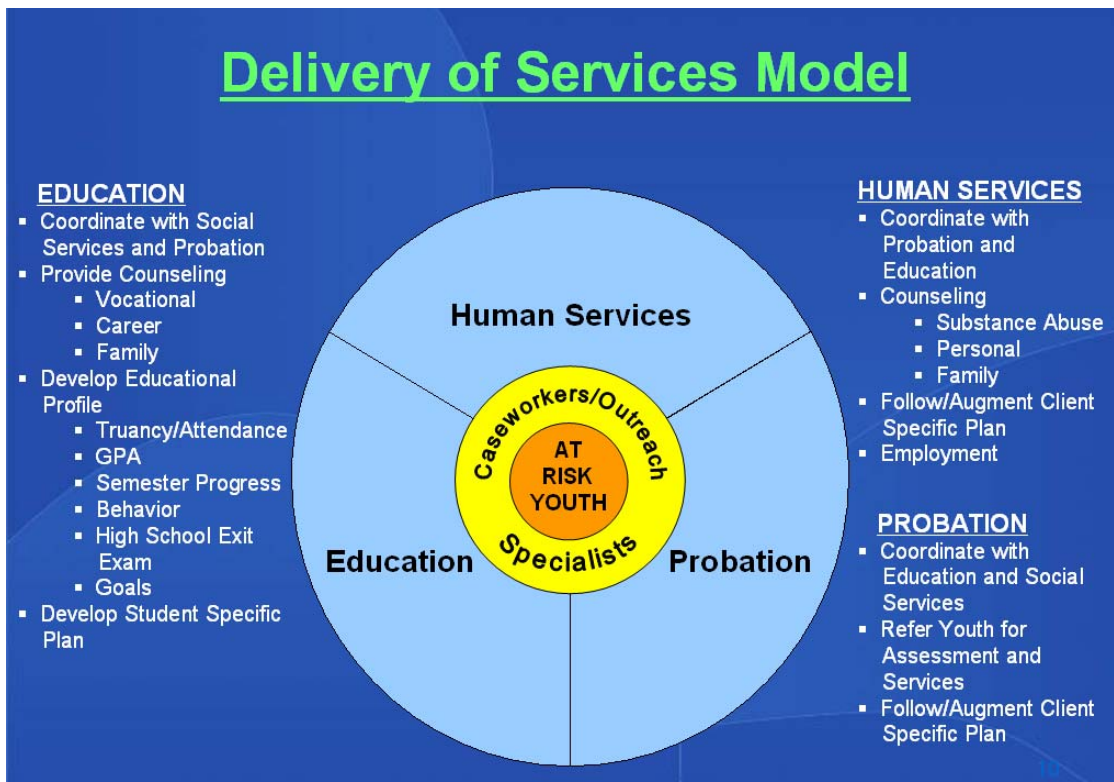 Delivery of Services Model
EDUCATION
▪ Coordinate with Social
Services and Probation
▪ Provide Counseling
▪ Vocational
▪ Career
▪ Family
▪ Develop Educational
Profile
▪ Truancy/Attendance
▪ GPA
▪ Semester Progress
▪ Behavior
▪ High School Exit
Exam
▪ Goals
▪ Develop Student Specific
Plan
Human Services
Caseworkers/Outreach
AT
RISK
YOUTH
Specialists
Education
Probation
HUMAN SERVICES
▪ Coordinate with
Probation and
Education
▪ Counseling
▪ Substance Abuse
▪ Personal
▪ Family
▪ Follow/Augment Client
Specific Plan
▪ Employment
PROBATION
▪ Coordinate with
Education and Social
Services
▪ Refer Youth for
Assessment and
Services
▪ Follow/Augment Client
Specific Plan
10